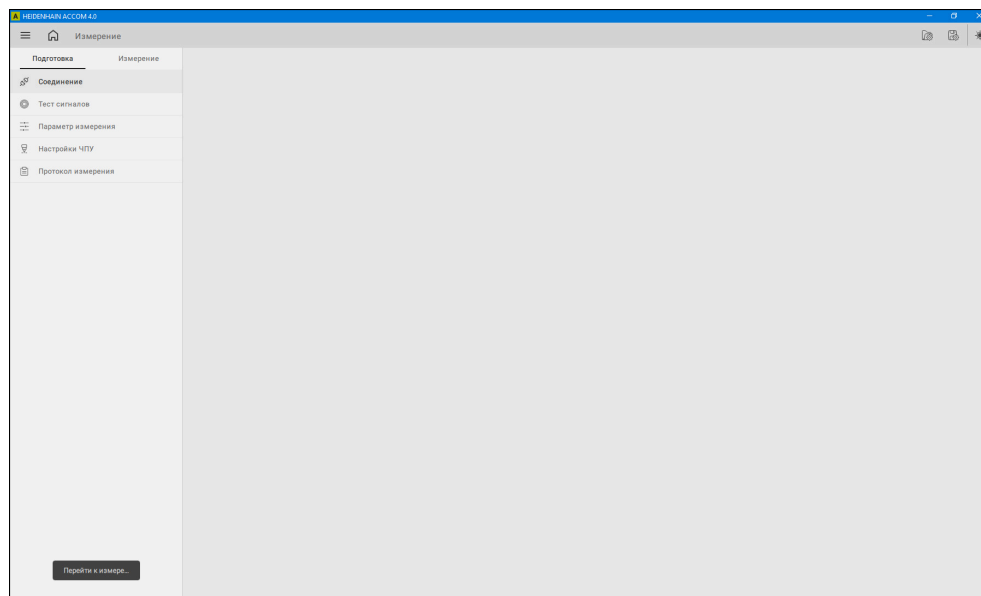 A HEIDENHAIN ACCOM 4.0
Измерение
Подготовка Измерение
Соединение
Тест сигналов
Параметр измерения
Настройки ЧПУ
Протокол измерения
Перейти к измере...